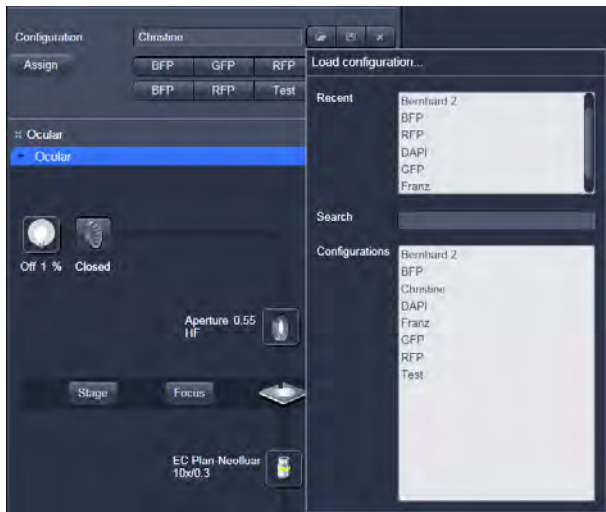 Configuration
Christine
Assign
BFP
GFP
RFP
BFP
RFP
Test
Ocular
Ocular
Off 1 %
Closed
Aperture 0.55
HF
Stage
Focus
EC Plan-Neofluar
10x/0.3
Load configuration...
Recent
Bernhard 2
BFP
RFP
DAPI
GFP
Franz
Search
Configurations
Bernhard 2
BFP
Christine
DAPI
Franz
GFP
RFP
Test